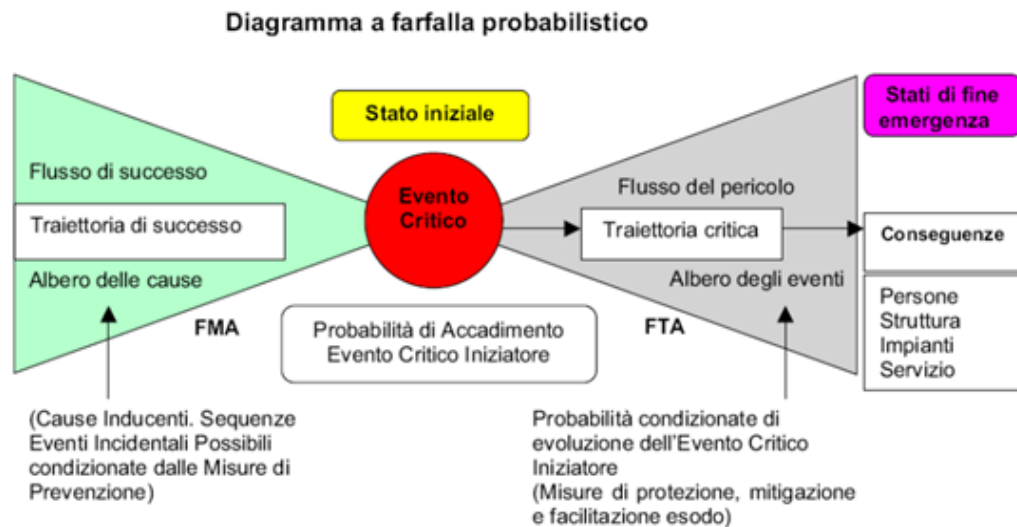 Diagramma a farfalla probabilistico
Stato iniziale
Stati di fine
emergenza
Flusso di successo
Traiettoria di successo
Albero delle cause
FMA
Evento
Critico
Probabilità di Accadimento
Evento Critico Iniziatore
Flusso del pericolo
Traiettoria critica
Albero degli eventi
FTA
Conseguenze
Persone
Struttura
Impianti
Servizio
(Cause Inducenti. Sequenze
Eventi Incidentali Possibili
condizionate dalle Misure di
Prevenzione)
Probabilità condizionate di
evoluzione dell'Evento Critico
Iniziatore
(Misure di protezione, mitigazione
e facilitazione esodo)